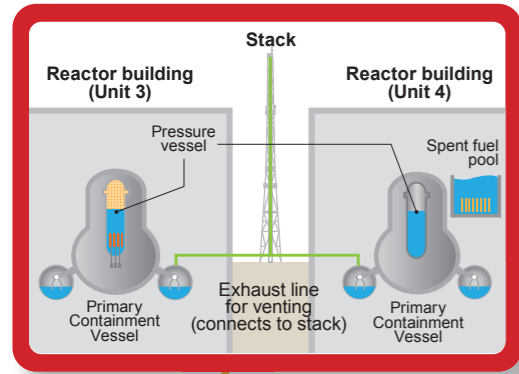 Stack
Reactor building
(Unit 3)
Reactor building
(Unit 4)
Pressure
vessel
Spent fuel
pool
Primary
Containment
Vessel
Exhaust line
for venting
(connects to stack)
Primary
Containment
Vessel